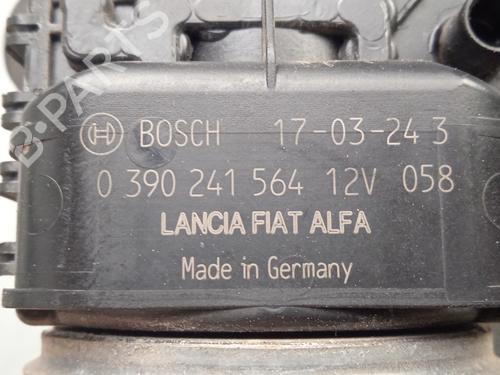 BOSCH 17-03-24 3
0 390 241 564 12V 058
LANCIA FIAT ALFA
Made in Germany
B-PARTS